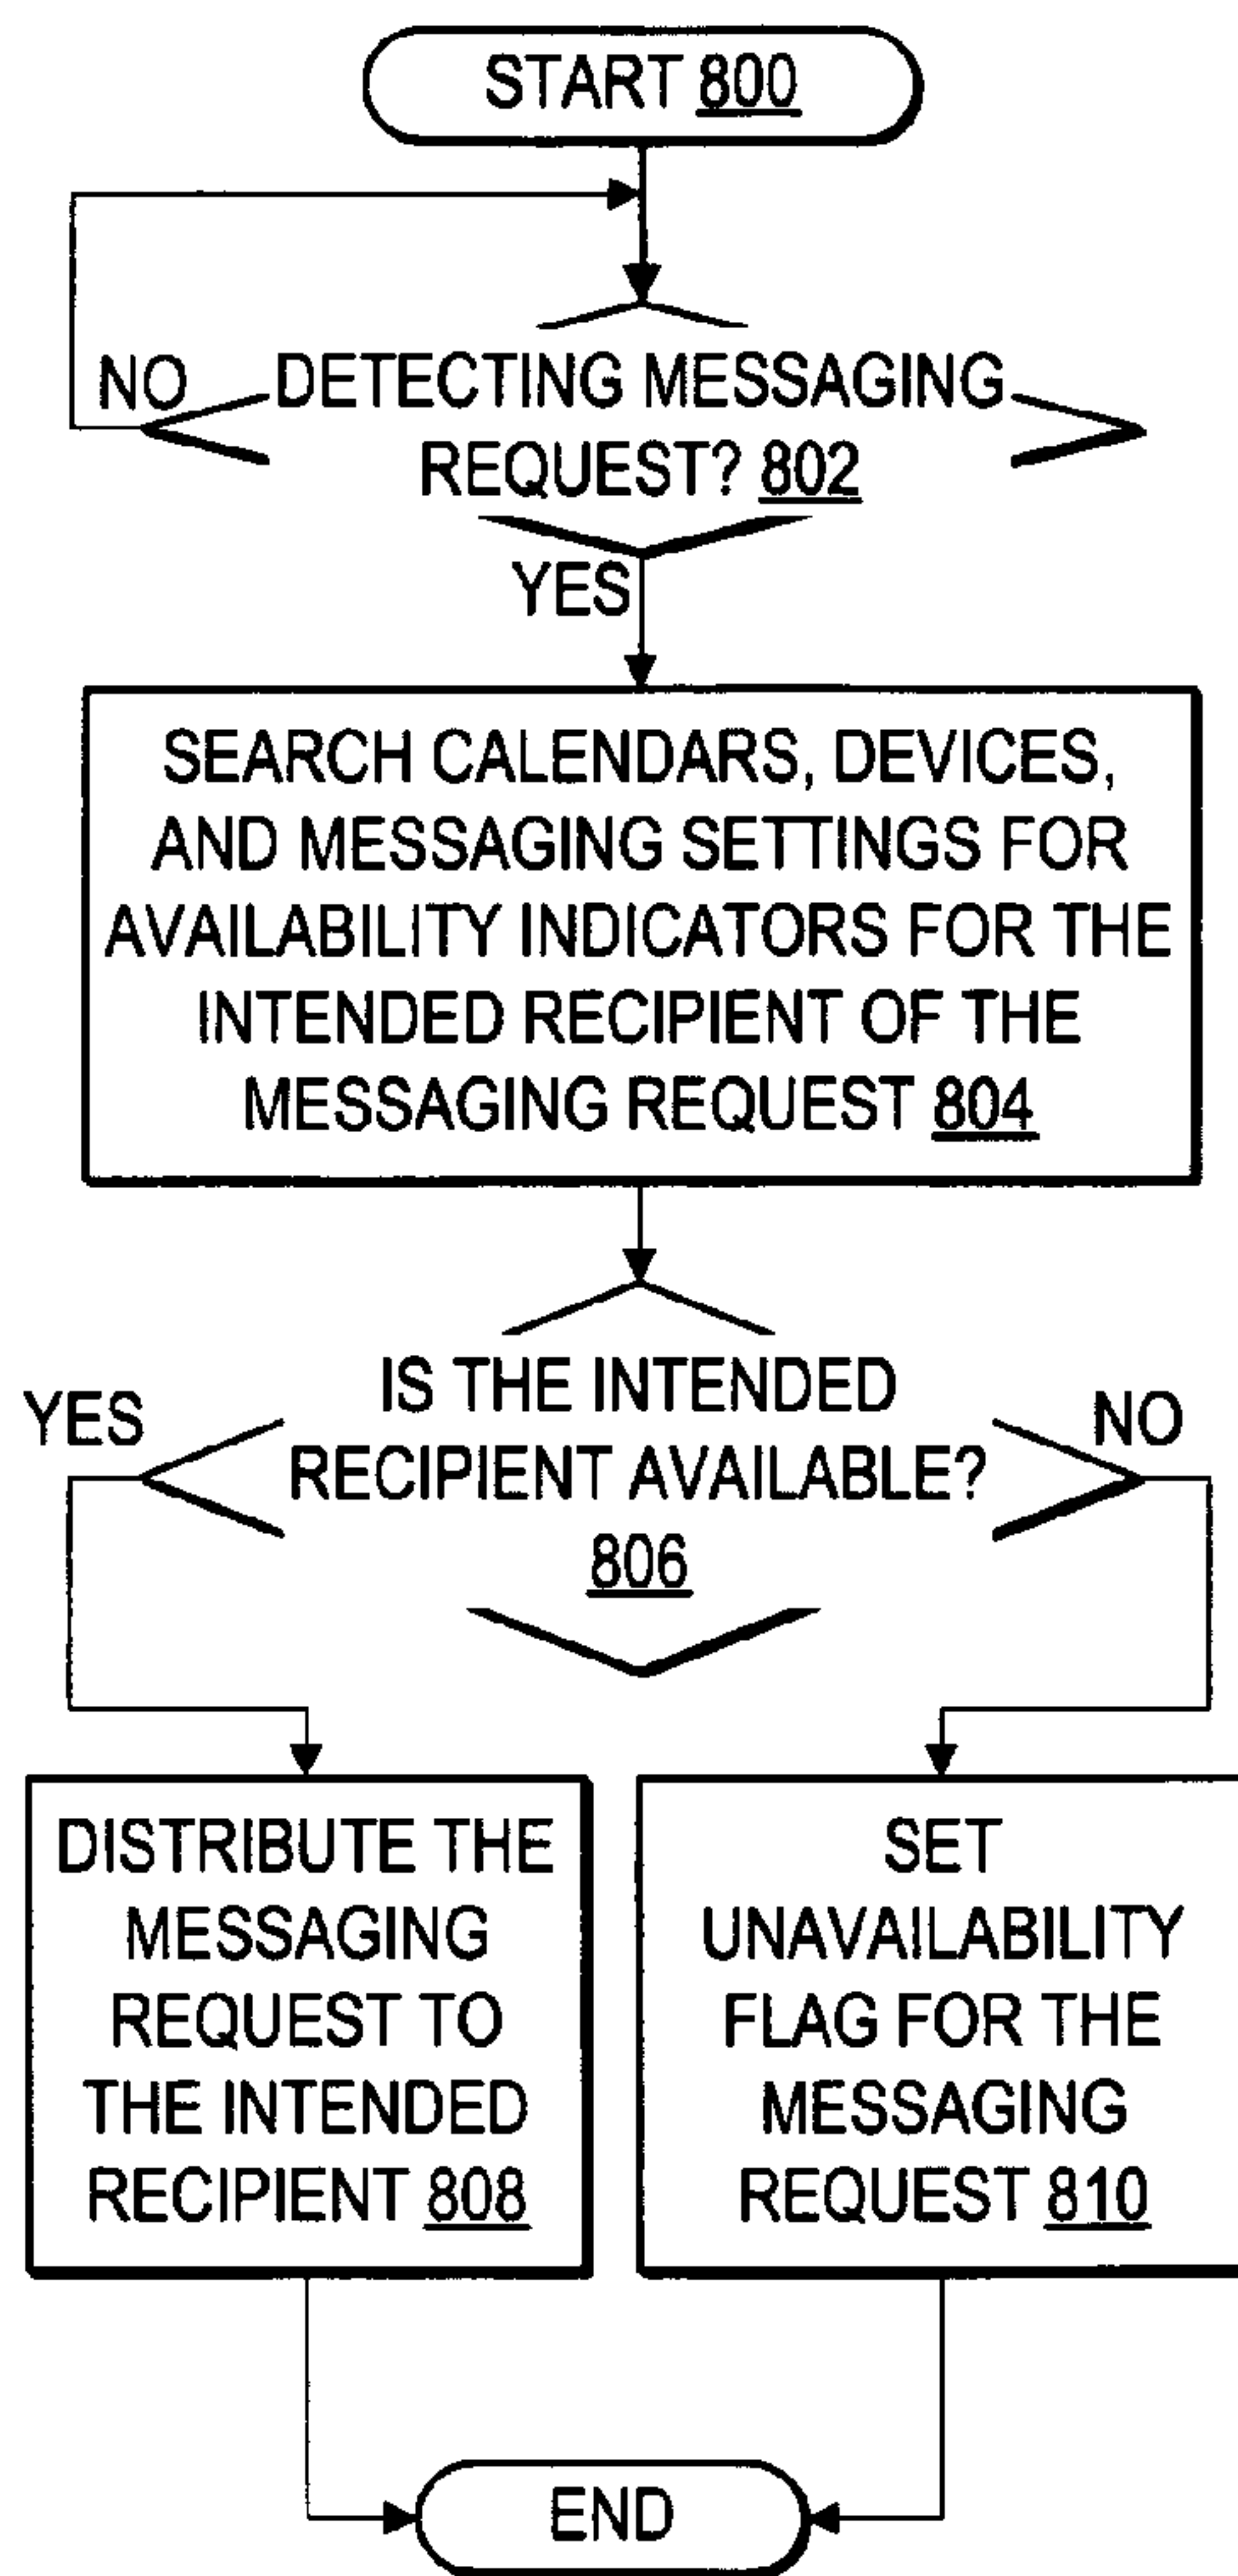 START 800
NO
DETECTING MESSAGING
REQUEST? 802
YES
SEARCH CALENDARS, DEVICES,
AND MESSAGING SETTINGS FOR
AVAILABILITY INDICATORS FOR THE
INTENDED RECIPIENT OF THE
MESSAGING REQUEST 804
IS THE INTENDED
RECIPIENT AVAILABLE?
806
YES
NO
DISTRIBUTE THE
MESSAGING
REQUEST TO
THE INTENDED
RECIPIENT 808
SET
UNAVAILABILITY
FLAG FOR THE
MESSAGING
REQUEST 810
END